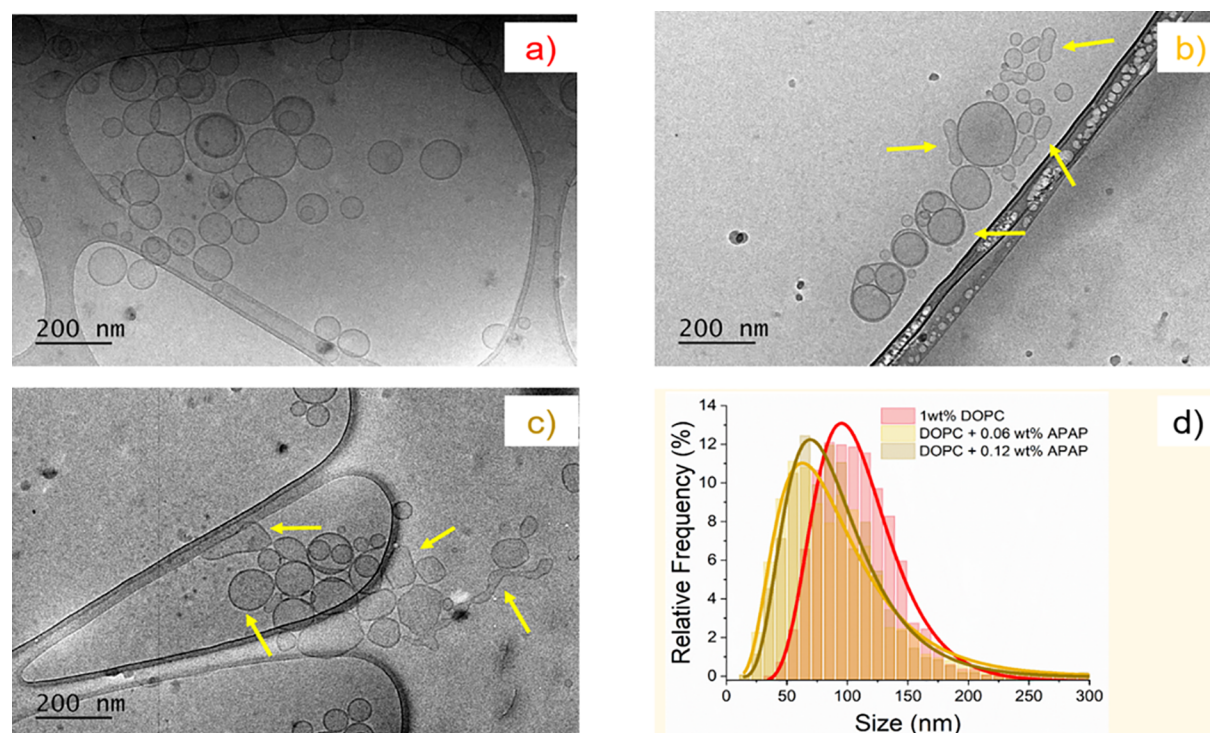 a)
200 nm
b)
200 nm
c)
200 nm
d)
14
12
10
8
6
4
2
0
Relative Frequency (%)
1wt% DOPC
DOPC + 0.06 wt% APAP
DOPC + 0.12 wt% APAP
0 50 100 150 200 250 300
Size (nm)